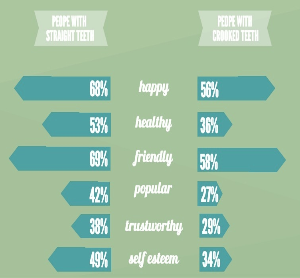 PEOPE WITH
STRAIGHT TEETH
PEOPE WITH
CROOKED TEETH
68% happy 56%
53% healthy 36%
69% friendly 58%
42% popular 27%
38% trustworthy 29%
49% self esteem 34%